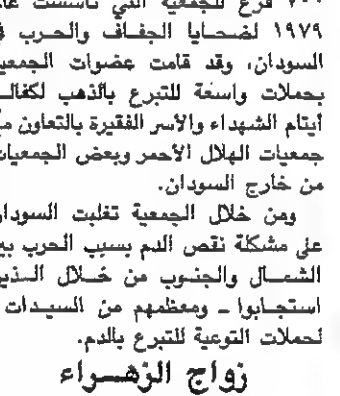 فرع للجمعية التي تأسست عام
١٩٧٩ لضحايا الجفاف والحرب في
السودان، وقد قامت عضوات الجمعية
بحملات واسعة للتبرع بالذهب لكفالة
أيتام الشهداء والأسر الفقيرة بالتعاون مع
جمعيات الهلال الأحمر وبعض الجمعيات
من خارج السودان.
ومن خلال الجمعية تغلبت السودان
على مشكلة نقص الدم بسبب الحرب بين
الشمال والجنوب من خلال الذين
استجابوا ـ ومعظمهم من السيدات ـ
لحملات التوعية للتبرع بالدم.
زواج الزهراء